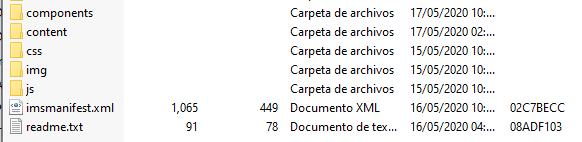 components Carpeta de archivos 17/05/2020 10:...
content Carpeta de archivos 17/05/2020 02:...
css Carpeta de archivos 15/05/2020 10:...
img Carpeta de archivos 15/05/2020 10:...
js Carpeta de archivos 15/05/2020 10:...
imsmanifest.xml 1,065 449 Documento XML 16/05/2020 10:... 02C7BECC
readme.txt 91 78 Documento de tex... 16/05/2020 04:... 08ADF103